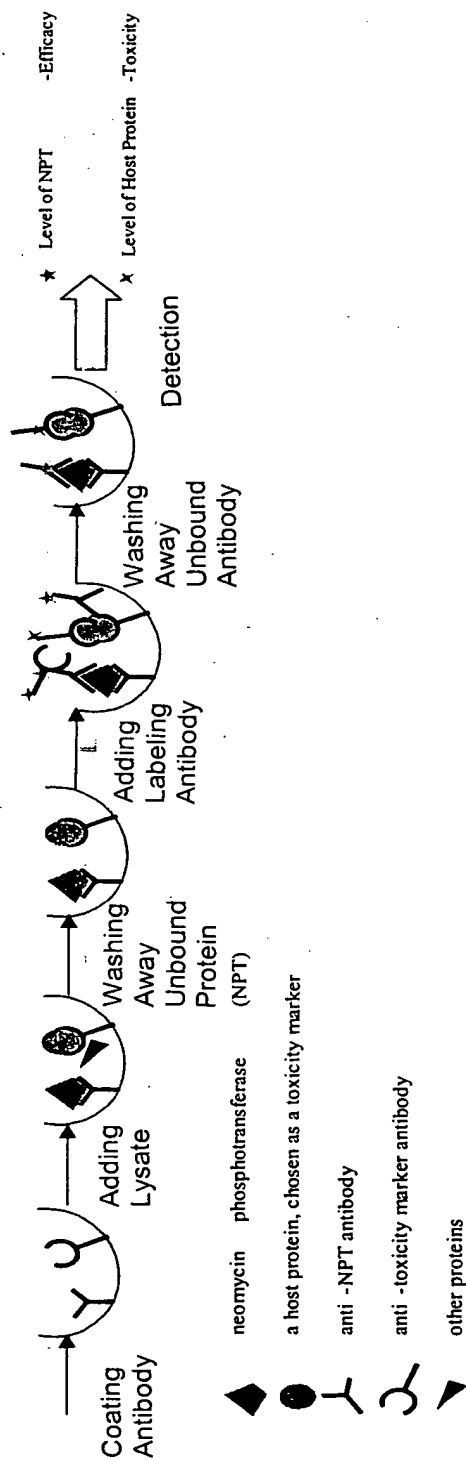 Coating
Antibody
Adding
Lysate
Washing
Away
Unbound
Protein
(NPT)
Adding
Labeling
Antibody
Washing
Away
Unbound
Antibody
Detection
Level of NPT -Efficacy
Level of Host Protein -Toxicity
neomycin phosphotransferase
a host protein, chosen as a toxicity marker
anti -NPT antibody
anti -toxicity marker antibody
other proteins